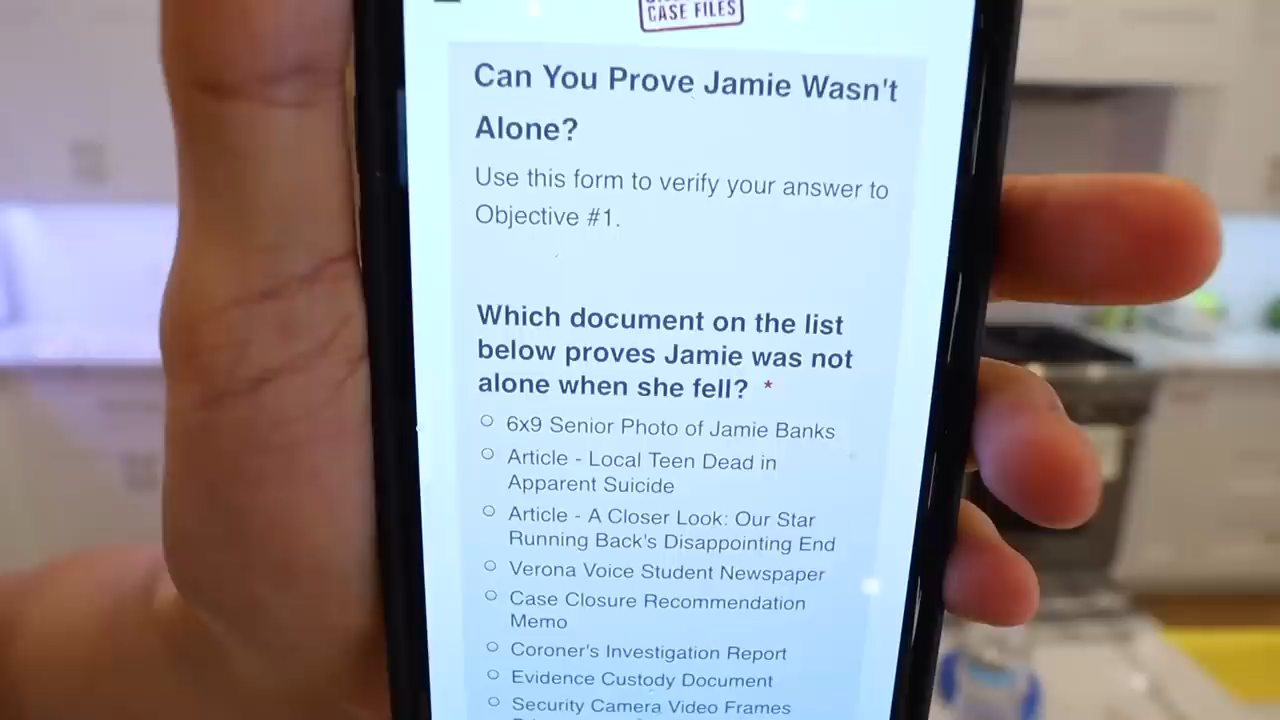 CASE FILES
Can You Prove Jamie Wasn't
Alone?
Use this form to verify your answer to
Objective #1.
Which document on the list
below proves Jamie was not
alone when she fell? *
6x9 Senior Photo of Jamie Banks
Article - Local Teen Dead in
Apparent Suicide
Article - A Closer Look: Our Star
Running Back's Disappointing End
Verona Voice Student Newspaper
Case Closure Recommendation
Memo
Coroner's Investigation Report
Evidence Custody Document
Security Camera Video Frames